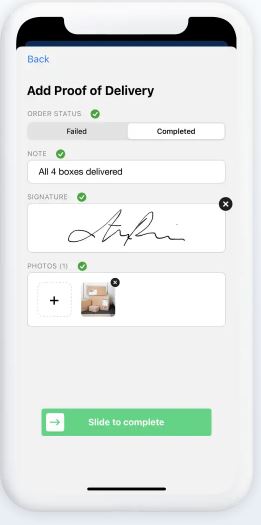 Back
Add Proof of Delivery
ORDER STATUS
Failed Completed
NOTE
All 4 boxes delivered
SIGNATURE
PHOTOS (1)
Slide to complete